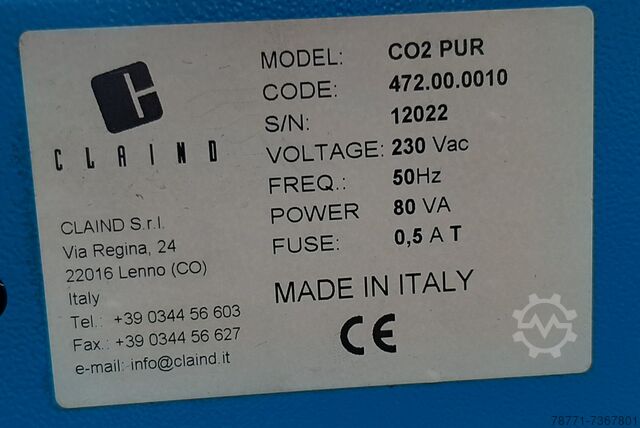 CLAIND
CLAIND S.r.l.
Via Regina, 24
22016 Lenno (CO)
Italy
Tel.: +39 0344 56 603
Fax.: +39 0344 56 627
e-mail: info@claind.it
MODEL: CO2 PUR
CODE: 472.00.0010
S/N: 12022
VOLTAGE: 230 Vac
FREQ.: 50Hz
POWER 80 VA
FUSE: 0,5 A T
MADE IN ITALY
CE
78771-7367801